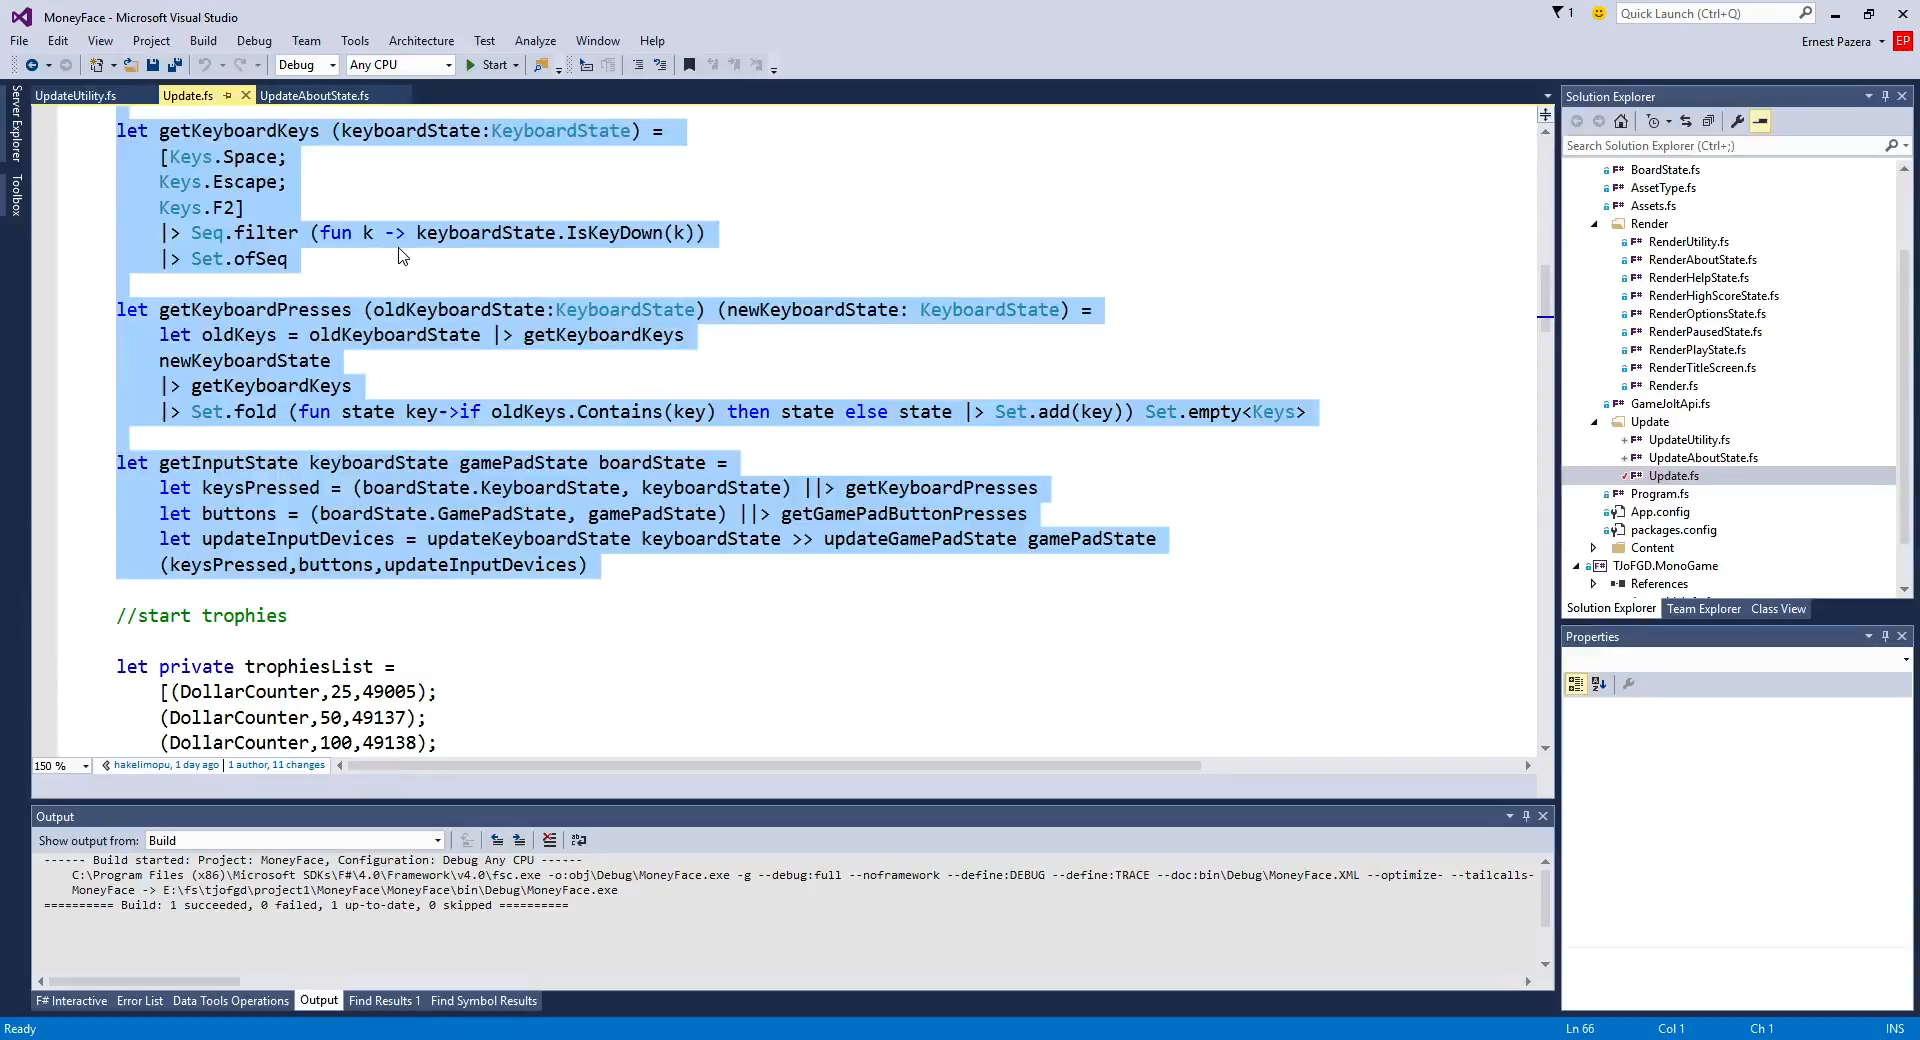 MoneyFace - Microsoft Visual Studio
1
Quick Launch (Ctrl+Q)
File Edit View Project Build Debug Team Tools Architecture Test Analyze Window Help
Ernest Pazera EP
Debug Any CPU Start
Server Explorer
Toolbox
UpdateUtility.fs Update.fs UpdateAboutState.fs
let getKeyboardKeys (keyboardState:KeyboardState) =
[Keys.Space;
Keys.Escape;
Keys.F2]
|> Seq.filter (fun k -> keyboardState.IsKeyDown(k))
|> Set.ofSeq
let getKeyboardPresses (oldKeyboardState:KeyboardState) (newKeyboardState: KeyboardState) =
let oldKeys = oldKeyboardState |> getKeyboardKeys
newKeyboardState
|> getKeyboardKeys
|> Set.fold (fun state key->if oldKeys.Contains(key) then state else state |> Set.add(key)) Set.empty<Keys>
let getInputState keyboardState gamePadState boardState =
let keysPressed = (boardState.KeyboardState, keyboardState) ||> getKeyboardPresses
let buttons = (boardState.GamePadState, gamePadState) ||> getGamePadButtonPresses
let updateInputDevices = updateKeyboardState keyboardState >> updateGamePadState gamePadState
(keysPressed,buttons,updateInputDevices)
//start trophies
let private trophiesList =
[(DollarCounter,25,49005);
(DollarCounter,50,49137);
(DollarCounter,100,49138);
150 % hakelimopu, 1 day ago | 1 author, 11 changes
Output
Show output from: Build
------ Build started: Project: MoneyFace, Configuration: Debug Any CPU ------
C:\Program Files (x86)\Microsoft SDKs\F#\4.0\Framework\v4.0\fsc.exe -o:obj\Debug\MoneyFace.exe -g --debug:full --noframework --define:DEBUG --define:TRACE --doc:bin\Debug\MoneyFace.XML --optimize- --tailcalls-
MoneyFace -> E:\fs\tjofgd\project1\MoneyFace\MoneyFace\bin\Debug\MoneyFace.exe
========== Build: 1 succeeded, 0 failed, 1 up-to-date, 0 skipped ==========
F# Interactive Error List Data Tools Operations Output Find Results 1 Find Symbol Results
Solution Explorer
Search Solution Explorer (Ctrl+;)
F# BoardState.fs
F# AssetType.fs
F# Assets.fs
Render
F# RenderUtility.fs
F# RenderAboutState.fs
F# RenderHelpState.fs
F# RenderHighScoreState.fs
F# RenderOptionsState.fs
F# RenderPausedState.fs
F# RenderPlayState.fs
F# RenderTitleScreen.fs
F# Render.fs
F# GameJoltApi.fs
Update
F# UpdateUtility.fs
F# UpdateAboutState.fs
F# Update.fs
F# Program.fs
App.config
packages.config
Content
F# TJoFGD.MonoGame
References
Solution Explorer Team Explorer Class View
Properties
Ready Ln 66 Col 1 Ch 1 INS